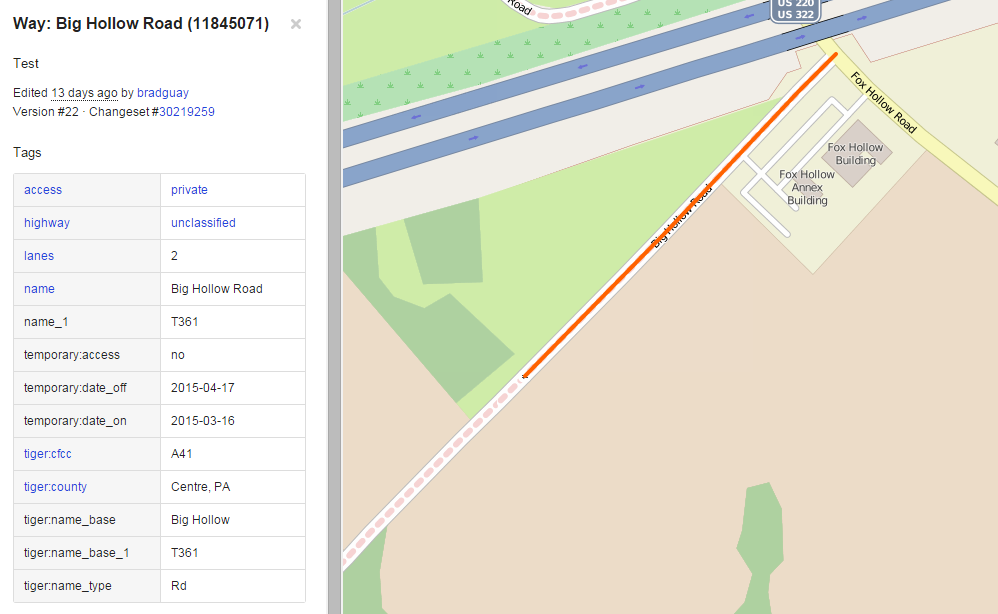 Way: Big Hollow Road (11845071) ×
Test
Edited 13 days ago by bradguay
Version #22 · Changeset #30219259
Tags
access private
highway unclassified
lanes 2
name Big Hollow Road
name_1 T361
temporary:access no
temporary:date_off 2015-04-17
temporary:date_on 2015-03-16
tiger:cfcc A41
tiger:county Centre, PA
tiger:name_base Big Hollow
tiger:name_base_1 T361
tiger:name_type Rd
Road
US 220
US 322
Fox Hollow Road
Fox Hollow
Building
Fox Hollow
Annex
Building
Big Hollow Road